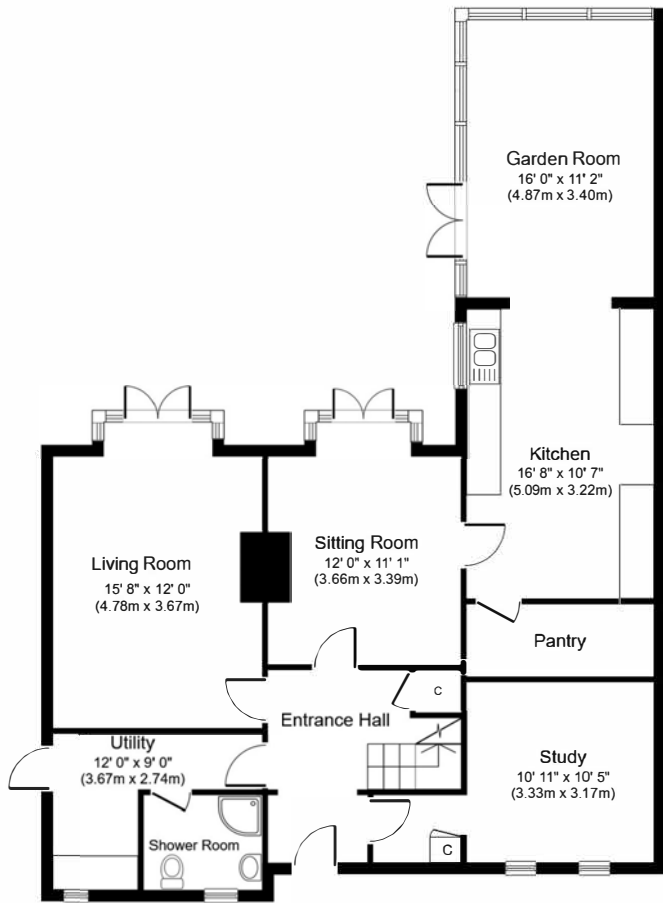 Garden Room
16' 0" x 11' 2"
(4.87m x 3.40m)
Kitchen
16' 8" x 10' 7"
(5.09m x 3.22m)
Living Room
15' 8" x 12' 0"
(4.78m x 3.67m)
Sitting Room
12' 0" x 11' 1"
(3.66m x 3.39m)
Pantry
C
Entrance Hall
Utility
12' 0" x 9' 0"
(3.67m x 2.74m)
Study
10' 11" x 10' 5"
(3.33m x 3.17m)
Shower Room
C